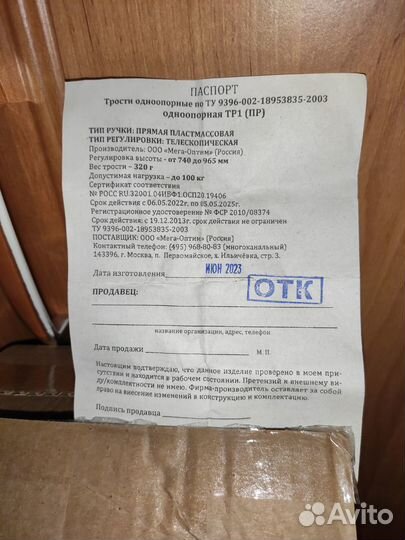 ПАСПОРТ
Трости одноопорные по ТУ 9396-002-18953835-2003
одноопорная ТР1 (ПР)
ТИП РУЧКИ: ПРЯМАЯ ПЛАСТМАССОВАЯ
ТИП РЕГУЛИРОВКИ: ТЕЛЕСКОПИЧЕСКАЯ
Производитель: ООО «Мега-Оптим» (Россия)
Регулировка высоты - от 740 до 965 мм
Вес трости – 320 г
Допустимая нагрузка – до 100 кг
Сертификат соответствия
№ РОСС RU.32001.04ИБФ1.ОСП20.19406
Срок действия с 06.05.2022г. по 05.05.2025г.
Регистрационное удостоверение № ФСР 2010/08374
Срок действия с 19.12.2013г. срок действия не ограничен
ТУ 9396-002-18953835-2003
ПОСТАВЩИК: ООО «Мега-Оптим» (Россия)
Контактный телефон: (495) 968-80-83 (многоканальный)
143396, г. Москва, п. Первомайское, х. Ильичёвка, стр. 3.
Дата изготовления ИЮН 2023
ОТК
ПРОДАВЕЦ:
название организации, адрес, телефон
Дата продажи М. П.
Настоящим подтверждаю, что данное изделие проверено в моем при-
сутствии и находится в рабочем состоянии. Претензий к внешнему ви-
ду/комплектности не имею. Фирма-производитель оставляет за собой
право на внесение изменений в конструкцию и комплектацию.
Подпись продавца
Avito